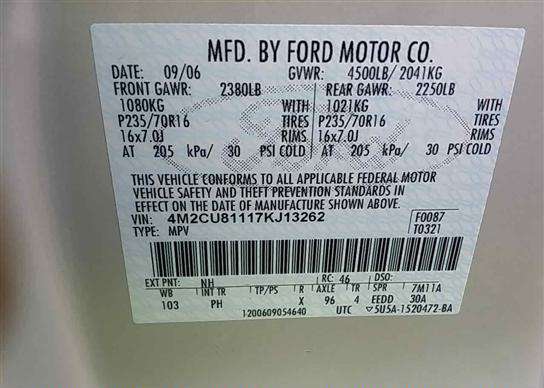 MFD. BY FORD MOTOR CO.
DATE: 09/06 GVWR: 4500LB/ 2041KG
FRONT GAWR: 2380LB REAR GAWR: 2250LB
1080KG WITH 1021KG WITH
P235/70R16 TIRES P235/70R16 TIRES
16x7.0J RIMS 16x7.0J RIMS
AT 205 kPa/ 30 PSI COLD AT 205 kPa/ 30 PSI COLD
THIS VEHICLE CONFORMS TO ALL APPLICABLE FEDERAL MOTOR
VEHICLE SAFETY AND THEFT PREVENTION STANDARDS IN
EFFECT ON THE DATE OF MANUFACTURE SHOWN ABOVE.
VIN: 4M2CU81117KJ13262 F0087
TYPE: MPV T0321
EXT PNT: NH RC: 46 DSO:
WB INT TR TP/PS R AXLE TR SPR 7M11A
103 PH X 96 4 EEDD 30A
1200609054640 UTC ▽5U5A-1520472-BA